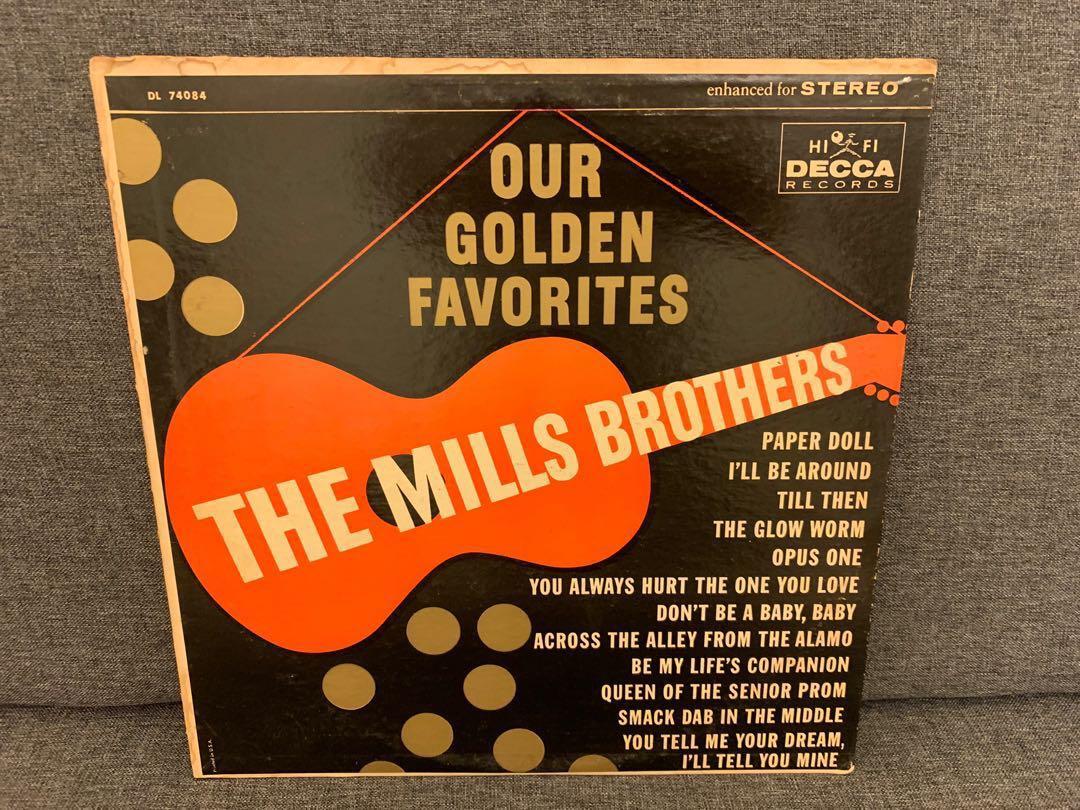 DL 74084
enhanced for STEREO
HI FI
DECCA
RECORDS
OUR
GOLDEN
FAVORITES
THE MILLS BROTHERS
PAPER DOLL
I'LL BE AROUND
TILL THEN
THE GLOW WORM
OPUS ONE
YOU ALWAYS HURT THE ONE YOU LOVE
DON'T BE A BABY, BABY
ACROSS THE ALLEY FROM THE ALAMO
BE MY LIFE'S COMPANION
QUEEN OF THE SENIOR PROM
SMACK DAB IN THE MIDDLE
YOU TELL ME YOUR DREAM,
I'LL TELL YOU MINE
Printed in U.S.A.